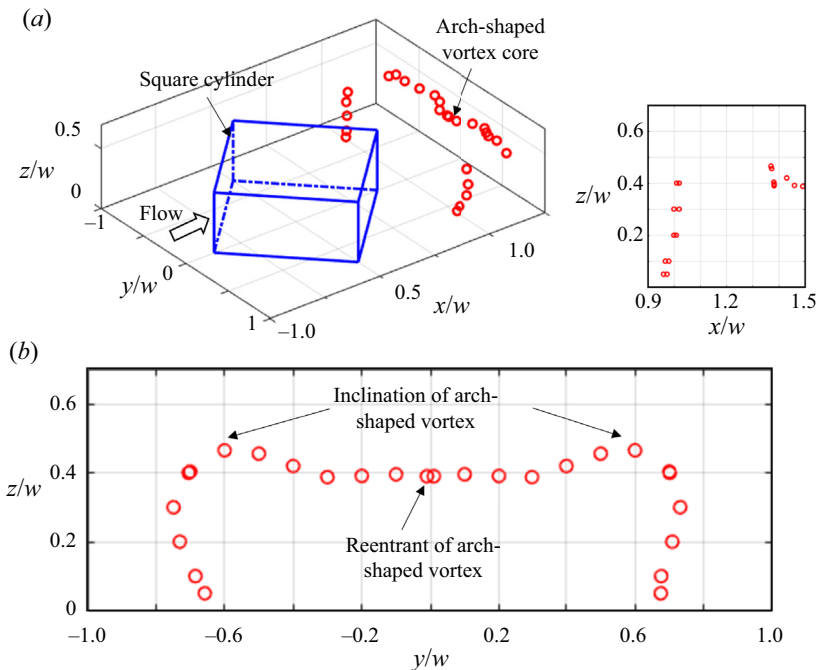 (a)
Arch-shaped
vortex core
Square cylinder
0.5
z/w
0
–1
Flow
y/w
0
1
–1.0
0.5
x/w
1.0
0.6
z/w
0.4
0.2
0.9
1.2
1.5
x/w
(b)
0.6
Inclination of arch-
shaped vortex
z/w
0.4
0.2
Reentrant of arch-
shaped vortex
0
–1.0
–0.6
–0.2
0.2
0.6
1.0
y/w